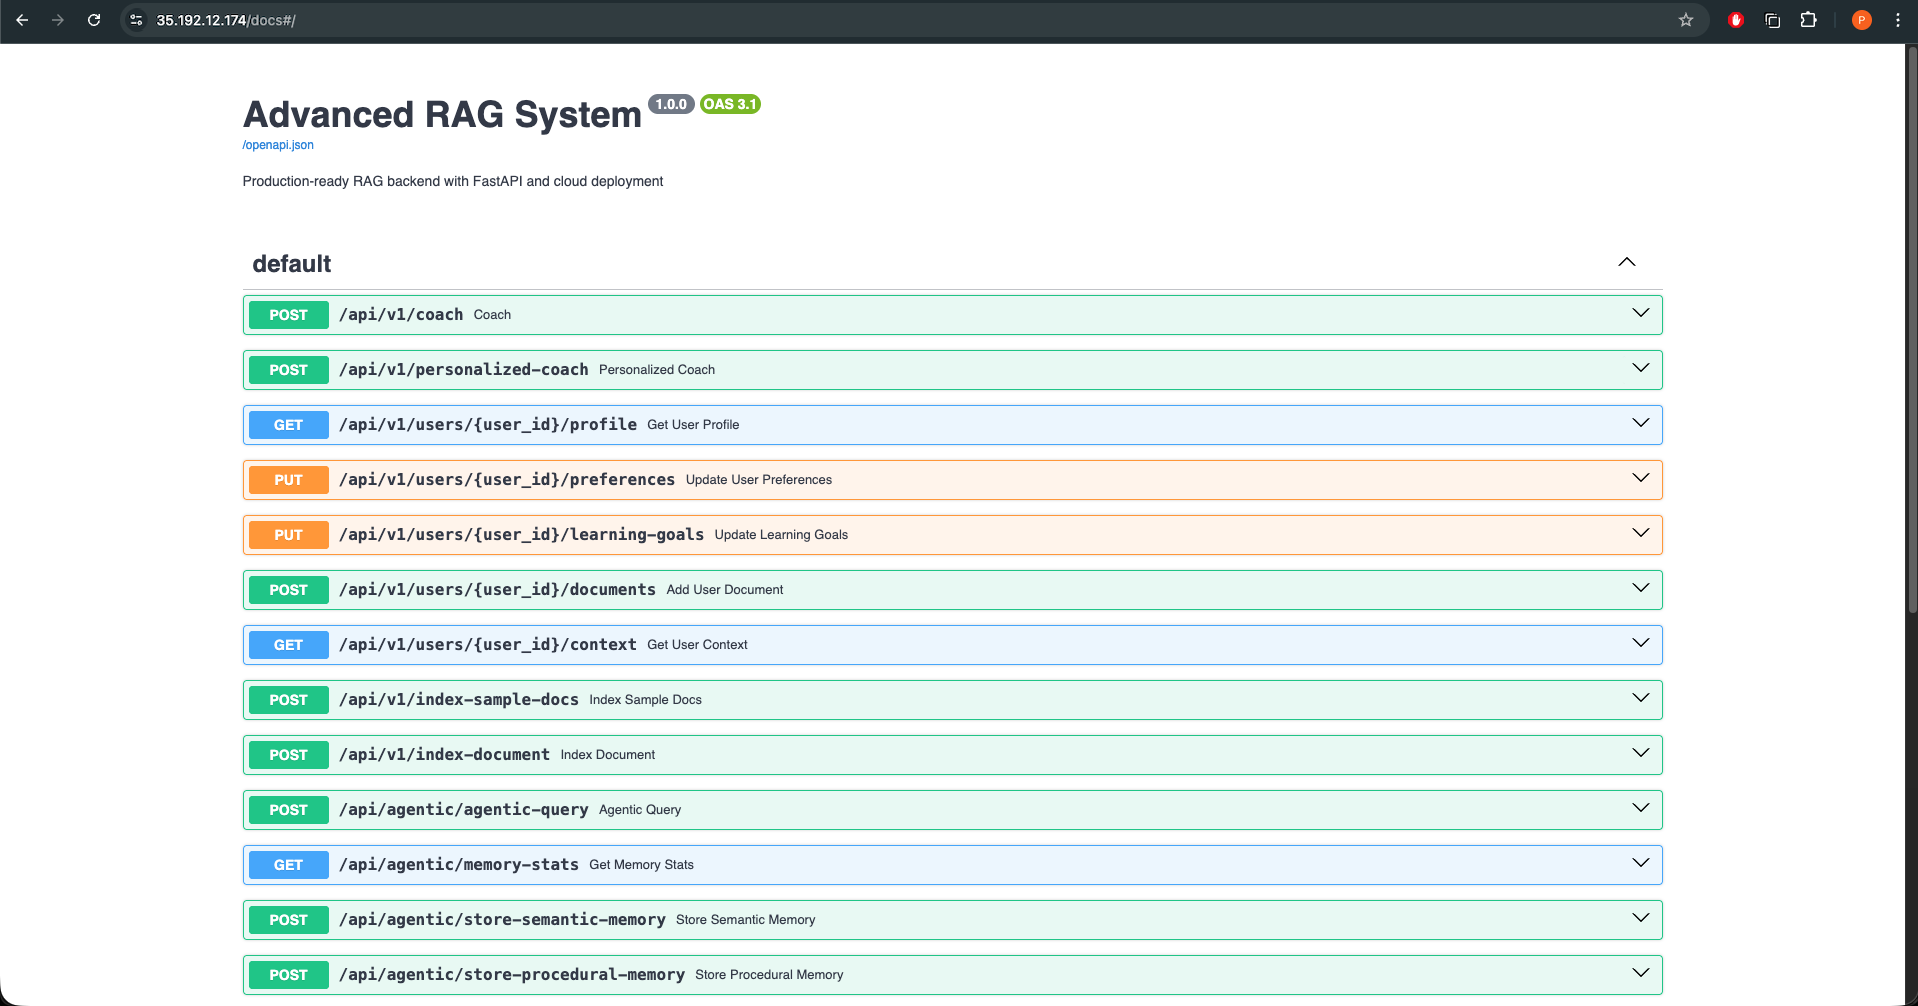 35.192.12.174/docs#/
P
Advanced RAG System 1.0.0 OAS 3.1
/openapi.json
Production-ready RAG backend with FastAPI and cloud deployment
default
POST /api/v1/coach Coach
POST /api/v1/personalized-coach Personalized Coach
GET /api/v1/users/{user_id}/profile Get User Profile
PUT /api/v1/users/{user_id}/preferences Update User Preferences
PUT /api/v1/users/{user_id}/learning-goals Update Learning Goals
POST /api/v1/users/{user_id}/documents Add User Document
GET /api/v1/users/{user_id}/context Get User Context
POST /api/v1/index-sample-docs Index Sample Docs
POST /api/v1/index-document Index Document
POST /api/agentic/agentic-query Agentic Query
GET /api/agentic/memory-stats Get Memory Stats
POST /api/agentic/store-semantic-memory Store Semantic Memory
POST /api/agentic/store-procedural-memory Store Procedural Memory